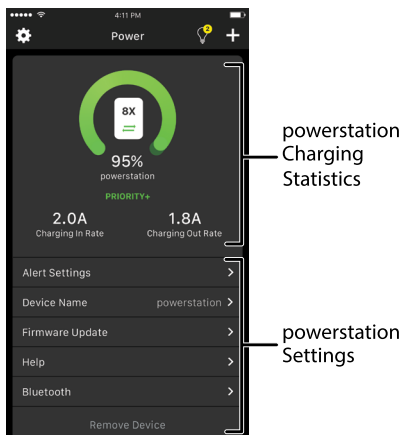 4:11 PM
Power
2
8X
95%
powerstation
PRIORITY+
2.0A
1.8A
Charging In Rate
Charging Out Rate
powerstation
Charging
Statistics
Alert Settings
Device Name powerstation
Firmware Update
Help
Bluetooth
Remove Device
powerstation
Settings